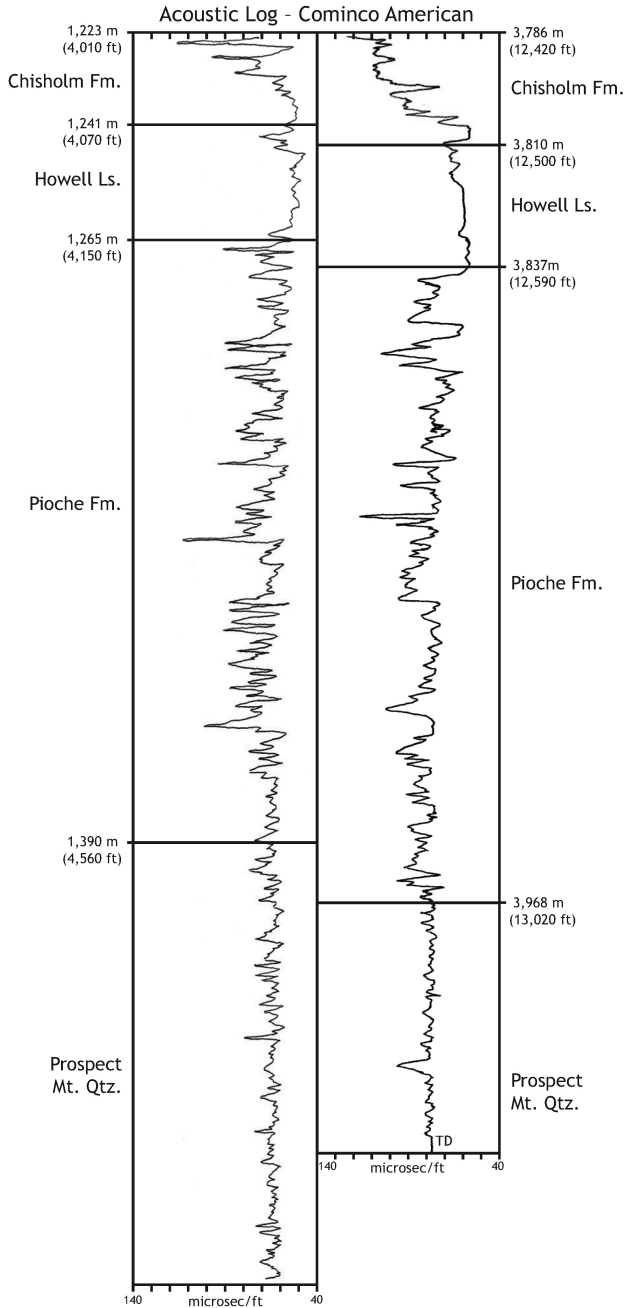 Acoustic Log – Cominco American
1,223 m
(4,010 ft)
Chisholm Fm.
1,241 m
(4,070 ft)
Howell Ls.
1,265 m
(4,150 ft)
Pioche Fm.
1,390 m
(4,560 ft)
Prospect
Mt. Qtz.
140
microsec/ft
40
3,786 m
(12,420 ft)
Chisholm Fm.
3,810 m
(12,500 ft)
Howell Ls.
3,837m
(12,590 ft)
Pioche Fm.
3,968 m
(13,020 ft)
Prospect
Mt. Qtz.
TD
140
microsec/ft
40